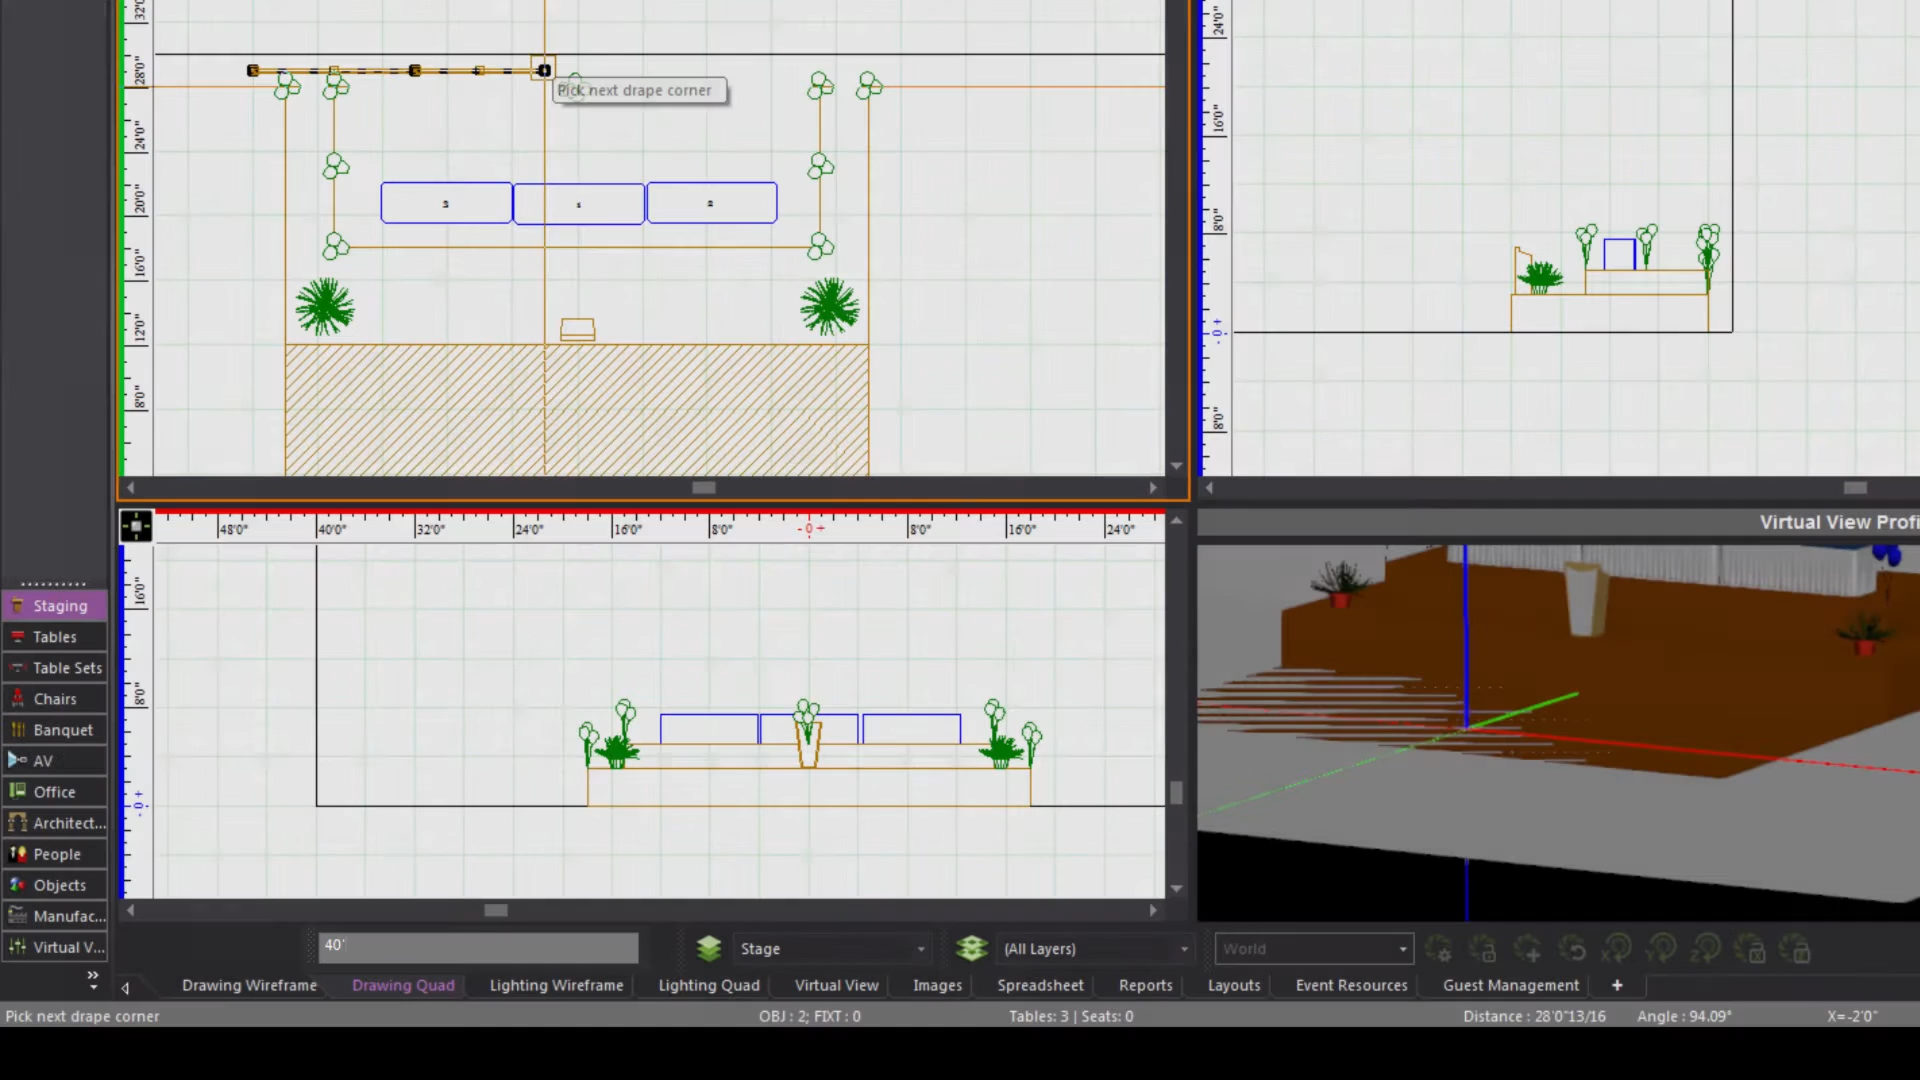 32'0"
28'0"
24'0"
20'0"
16'0"
12'0"
8'0"
Pick next drape corner
3
1
2
24'0"
16'0"
8'0"
- 0 +
8'0"
48'0"
40'0"
32'0"
24'0"
16'0"
8'0"
- 0 +
8'0"
16'0"
24'0"
16'0"
8'0"
- 0 +
Virtual View Profi
Staging
Tables
Table Sets
Chairs
Banquet
AV
Office
Architect...
People
Objects
Manufac...
Virtual V...
40'
Stage
(All Layers)
World
Drawing Wireframe
Drawing Quad
Lighting Wireframe
Lighting Quad
Virtual View
Images
Spreadsheet
Reports
Layouts
Event Resources
Guest Management
+
Pick next drape corner
OBJ : 2; FIXT : 0
Tables: 3 | Seats: 0
Distance : 28'0"13/16
Angle : 94.09°
X=-2'0"